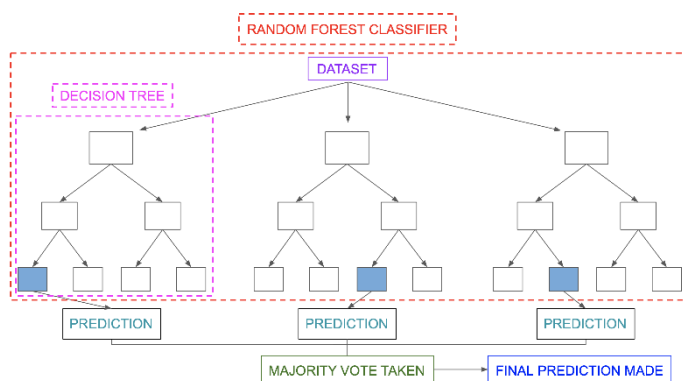 RANDOM FOREST CLASSIFIER
DATASET
DECISION TREE
PREDICTION
PREDICTION
PREDICTION
MAJORITY VOTE TAKEN
FINAL PREDICTION MADE